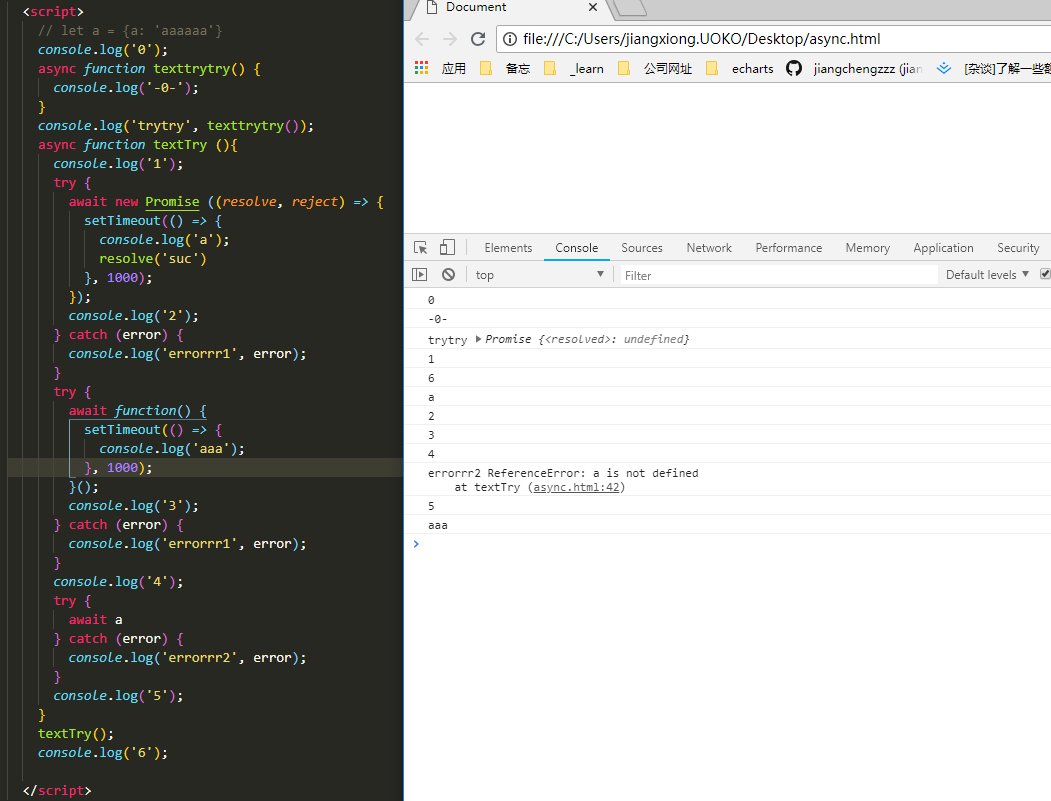 <script>
// let a = {a: 'aaaaaa'}
console.log('0');
async function texttrytry() {
console.log('-0-');
}
console.log('trytry', texttrytry());
async function textTry (){
console.log('1');
try {
await new Promise ((resolve, reject) => {
setTimeout(() => {
console.log('a');
resolve('suc')
}, 1000);
});
console.log('2');
} catch (error) {
console.log('errorrr1', error);
}
try {
await function() {
setTimeout(() => {
console.log('aaa');
}, 1000);
}();
console.log('3');
} catch (error) {
console.log('errorrr1', error);
}
console.log('4');
try {
await a
} catch (error) {
console.log('errorrr2', error);
}
console.log('5');
}
textTry();
console.log('6');
</script>
Document
file:///C:/Users/jiangxiong.UOKO/Desktop/async.html
应用 备忘 _learn 公司网址 echarts jiangchengzzz (jian [杂谈]了解一些
Elements Console Sources Network Performance Memory Application Security
top Filter Default levels
0
-0-
trytry Promise {<resolved>: undefined}
1
6
a
2
3
4
errorrr2 ReferenceError: a is not defined
at textTry (async.html:42)
5
aaa